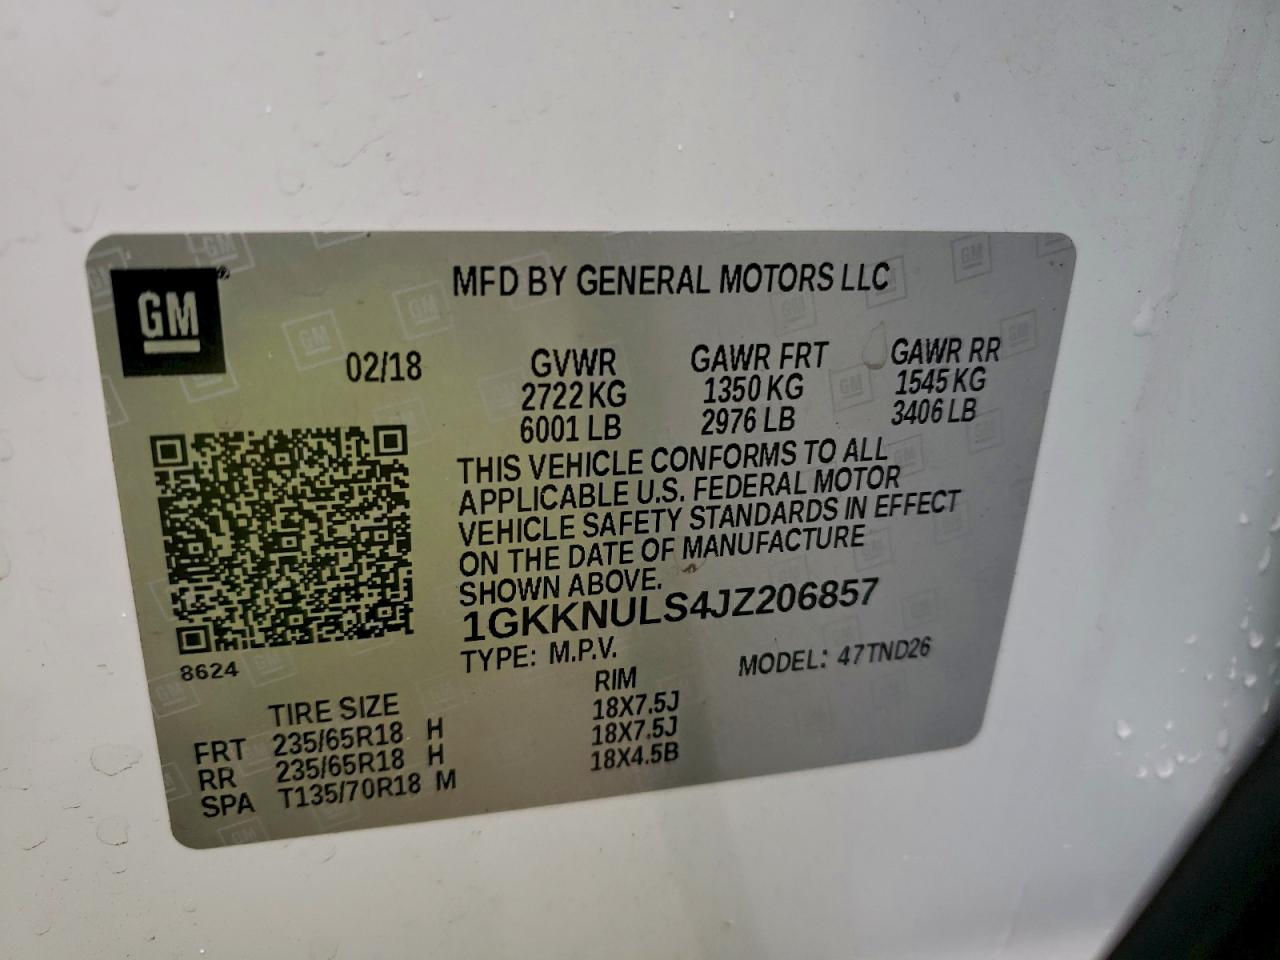 GM
MFD BY GENERAL MOTORS LLC
02/18
GVWR GAWR FRT GAWR RR
2722 KG 1350 KG 1545 KG
6001 LB 2976 LB 3406 LB
THIS VEHICLE CONFORMS TO ALL
APPLICABLE U.S. FEDERAL MOTOR
VEHICLE SAFETY STANDARDS IN EFFECT
ON THE DATE OF MANUFACTURE
SHOWN ABOVE.
1GKKNULS4JZ206857
8624
TYPE: M.P.V. MODEL: 47TND26
TIRE SIZE RIM
FRT 235/65R18 H 18X7.5J
RR 235/65R18 H 18X7.5J
SPA T135/70R18 M 18X4.5B